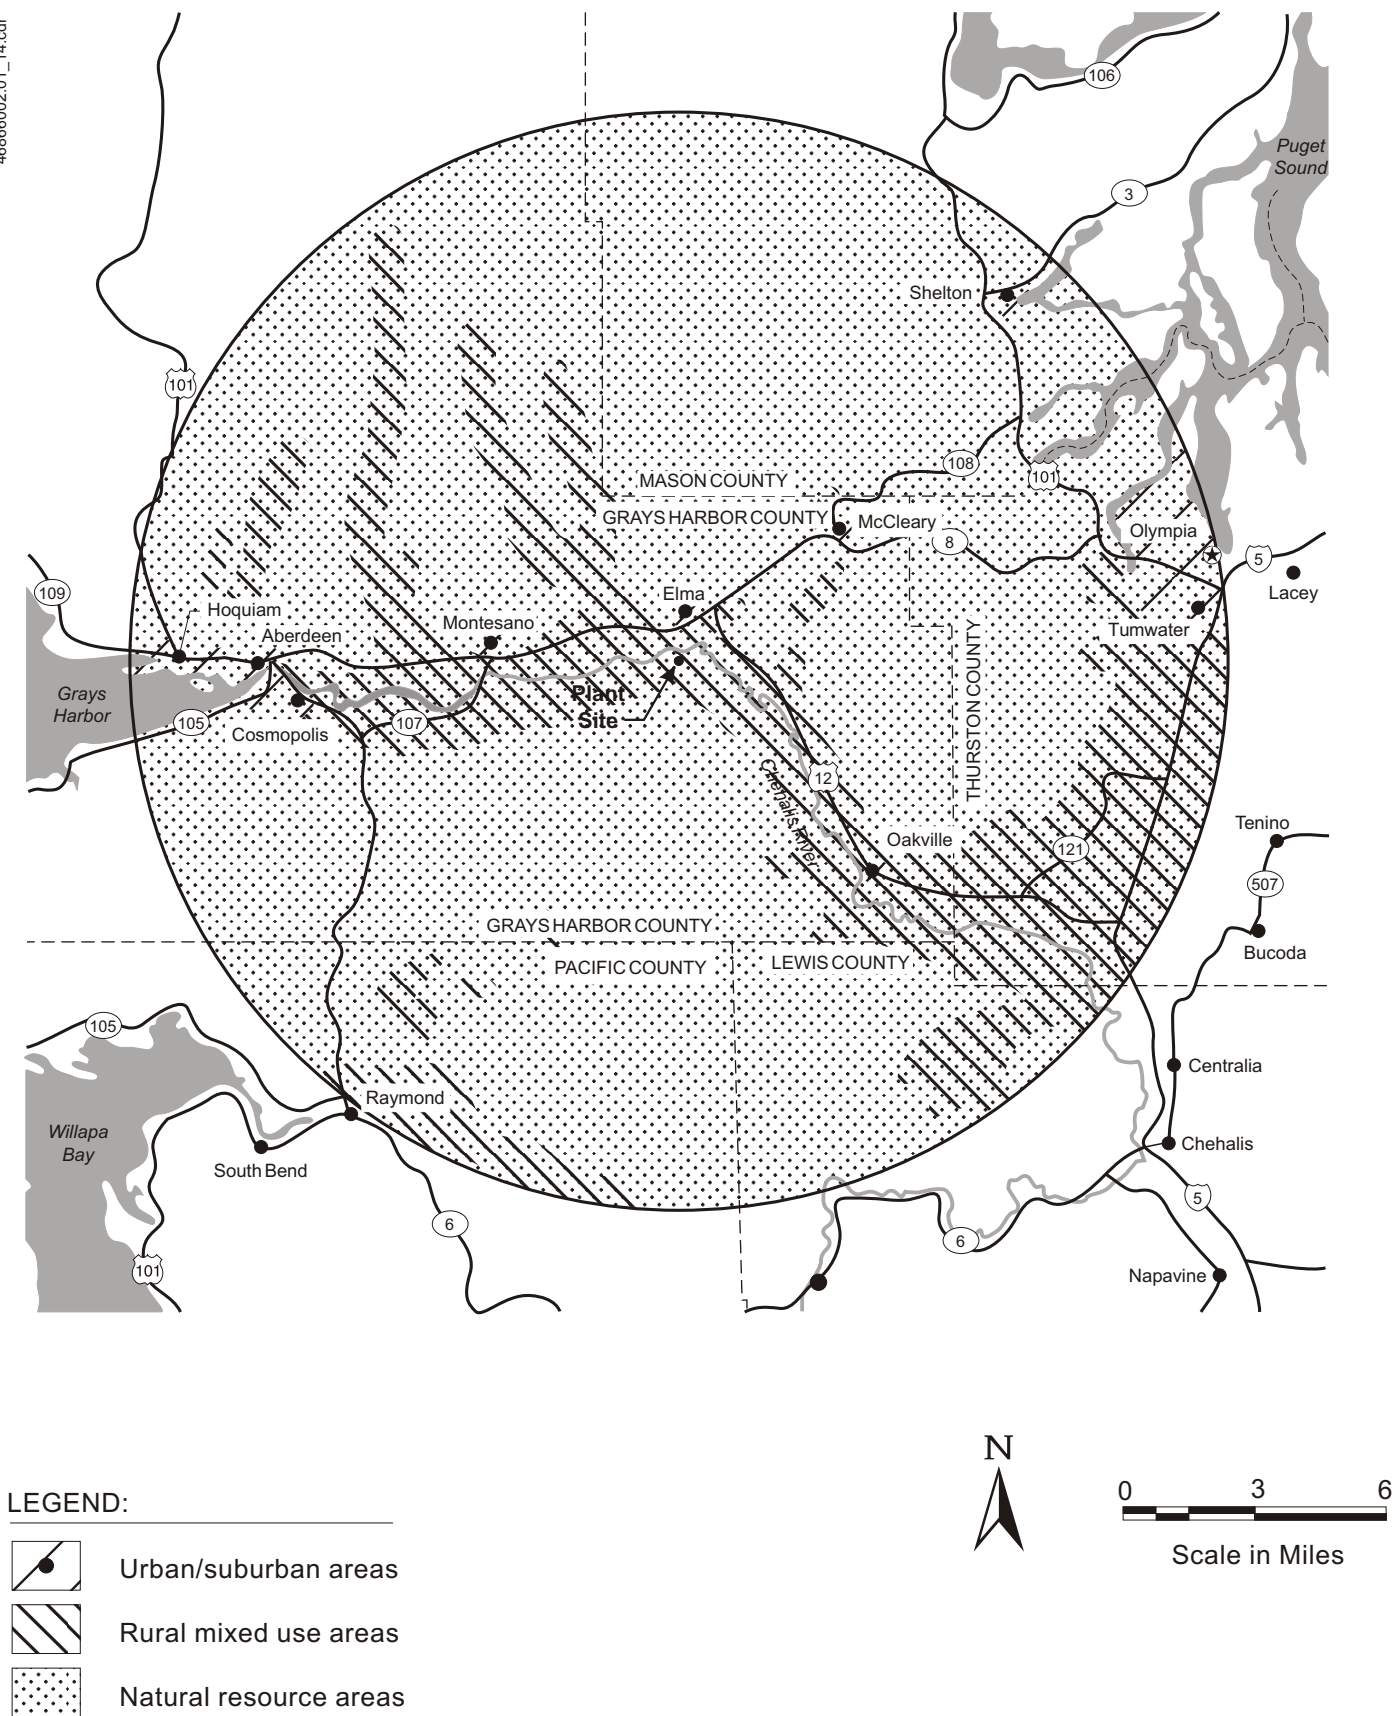 106
Puget
Sound
3
Shelton
101
MASON COUNTY
108
101
GRAYS HARBOR COUNTY
McCleary
8
Olympia
5
Lacey
109
Hoquiam
Aberdeen
Elma
Montesano
Tumwater
THURSTON COUNTY
Grays
Harbor
105
107
Cosmopolis
Plant
Site
12
Chehalis River
Oakville
121
Tenino
507
GRAYS HARBOR COUNTY
PACIFIC COUNTY
LEWIS COUNTY
Bucoda
105
Centralia
Raymond
Willapa
Bay
South Bend
Chehalis
5
6
6
101
Napavine
N
0 3 6
Scale in Miles
LEGEND:
Urban/suburban areas
Rural mixed use areas
Natural resource areas